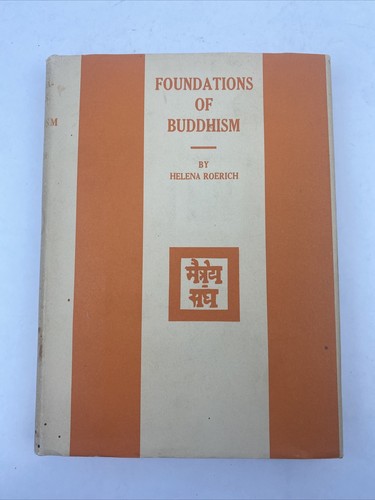 FOUNDATIONS
OF
BUDDHISM
BY
HELENA ROERICH
मैत्रेय
-
संघ
M